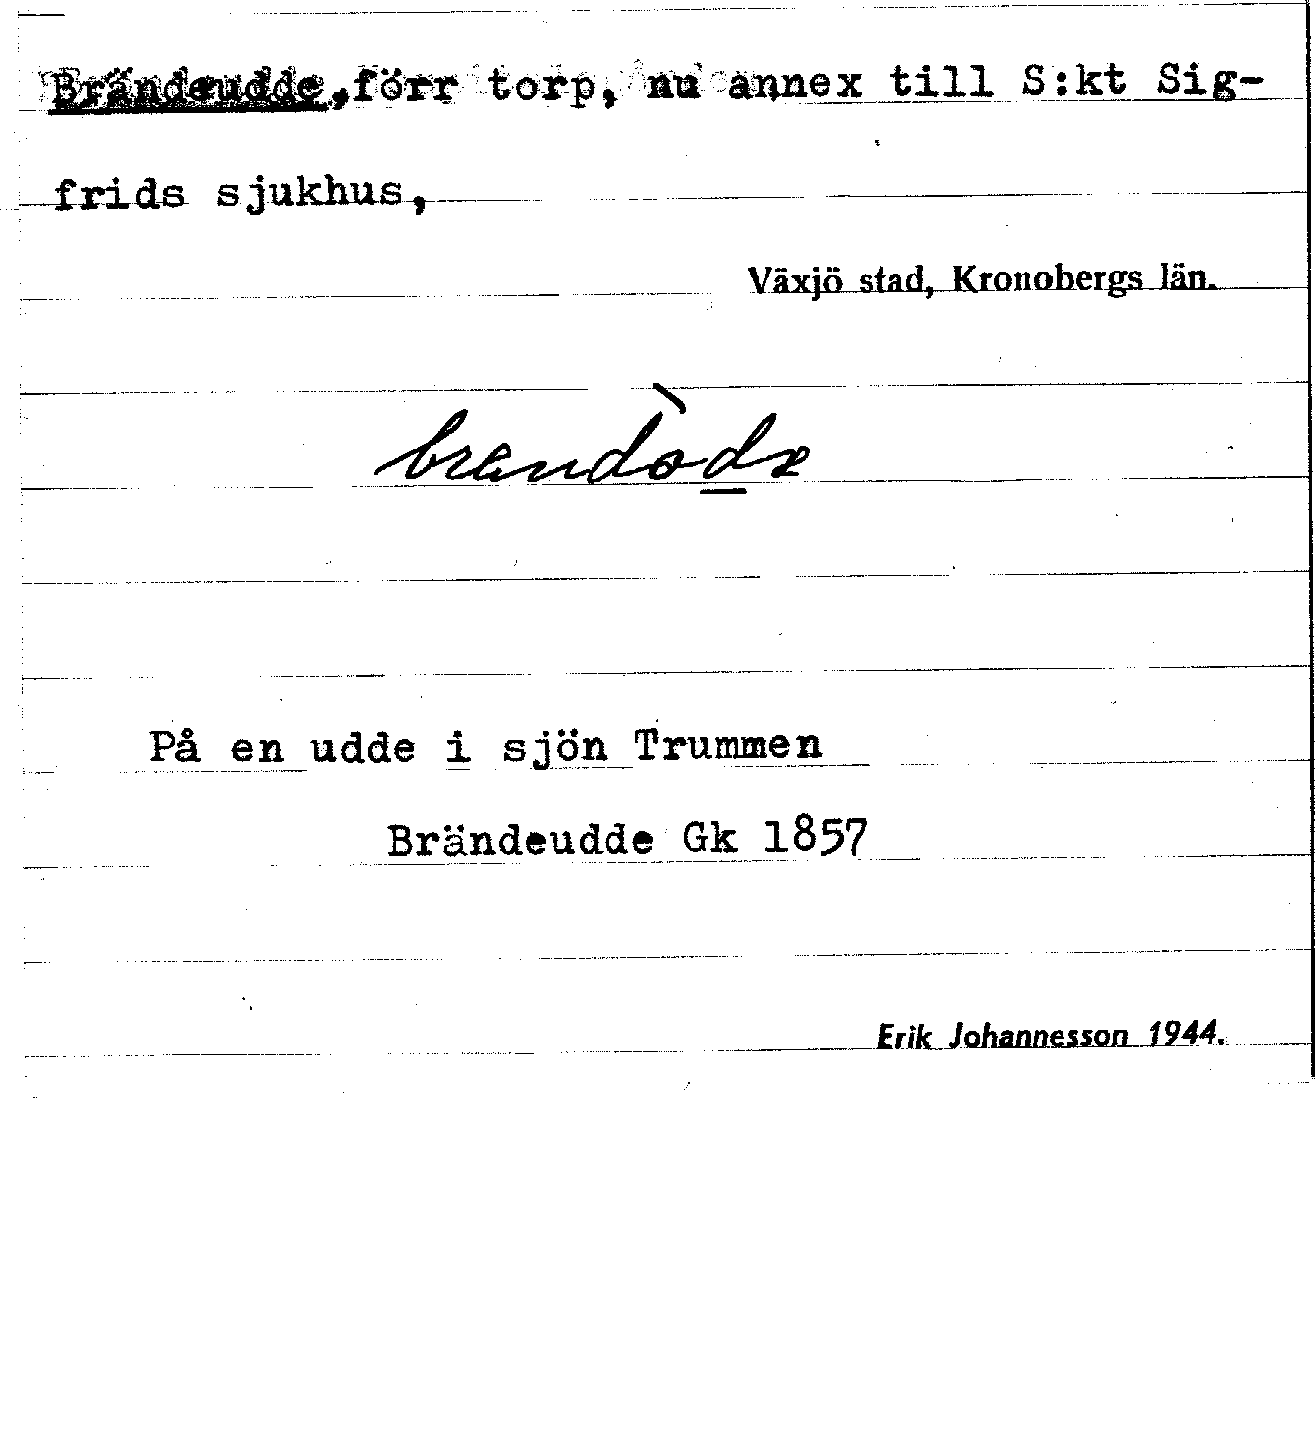 Brändeudde, förr torp, nu annex till S:kt Sig-
frids sjukhus,
Växjö stad, Kronobergs län.
På en udde i sjön Trummen
Brändeudde Gk 1857
Erik Johannesson 1944.